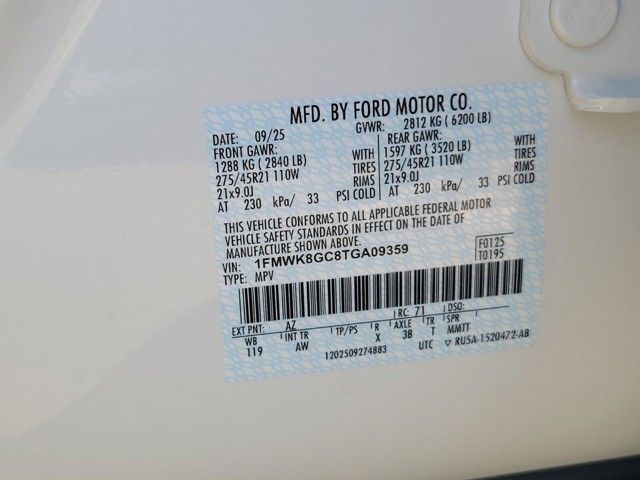 MFD. BY FORD MOTOR CO.
DATE: 09/25 GVWR: 2812 KG ( 6200 LB)
FRONT GAWR: REAR GAWR:
1288 KG ( 2840 LB) WITH 1597 KG ( 3520 LB) WITH
275/45R21 110W TIRES 275/45R21 110W TIRES
21x9.0J RIMS 21x9.0J RIMS
AT 230 kPa/ 33 PSI COLD AT 230 kPa/ 33 PSI COLD
THIS VEHICLE CONFORMS TO ALL APPLICABLE FEDERAL MOTOR
VEHICLE SAFETY STANDARDS IN EFFECT ON THE DATE OF
MANUFACTURE SHOWN ABOVE.
VIN: 1FMWK8GC8TGA09359 F0125
TYPE: MPV T0195
EXT PNT: AZ RC: 71 DSO:
WB INT TR TP/PS R AXLE TR SPR
119 AW X 3B T MMTT
1202509274883 UTC ▽ RU5A-1520472-AB